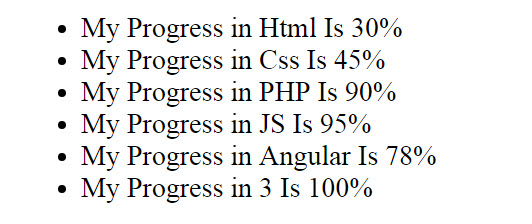 My Progress in Html Is 30%
My Progress in Css Is 45%
My Progress in PHP Is 90%
My Progress in JS Is 95%
My Progress in Angular Is 78%
My Progress in 3 Is 100%